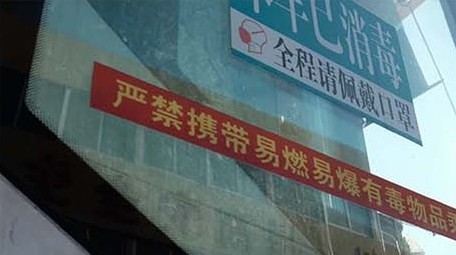 已消毒
全程请佩戴口罩
严禁携带易燃易爆有毒物品